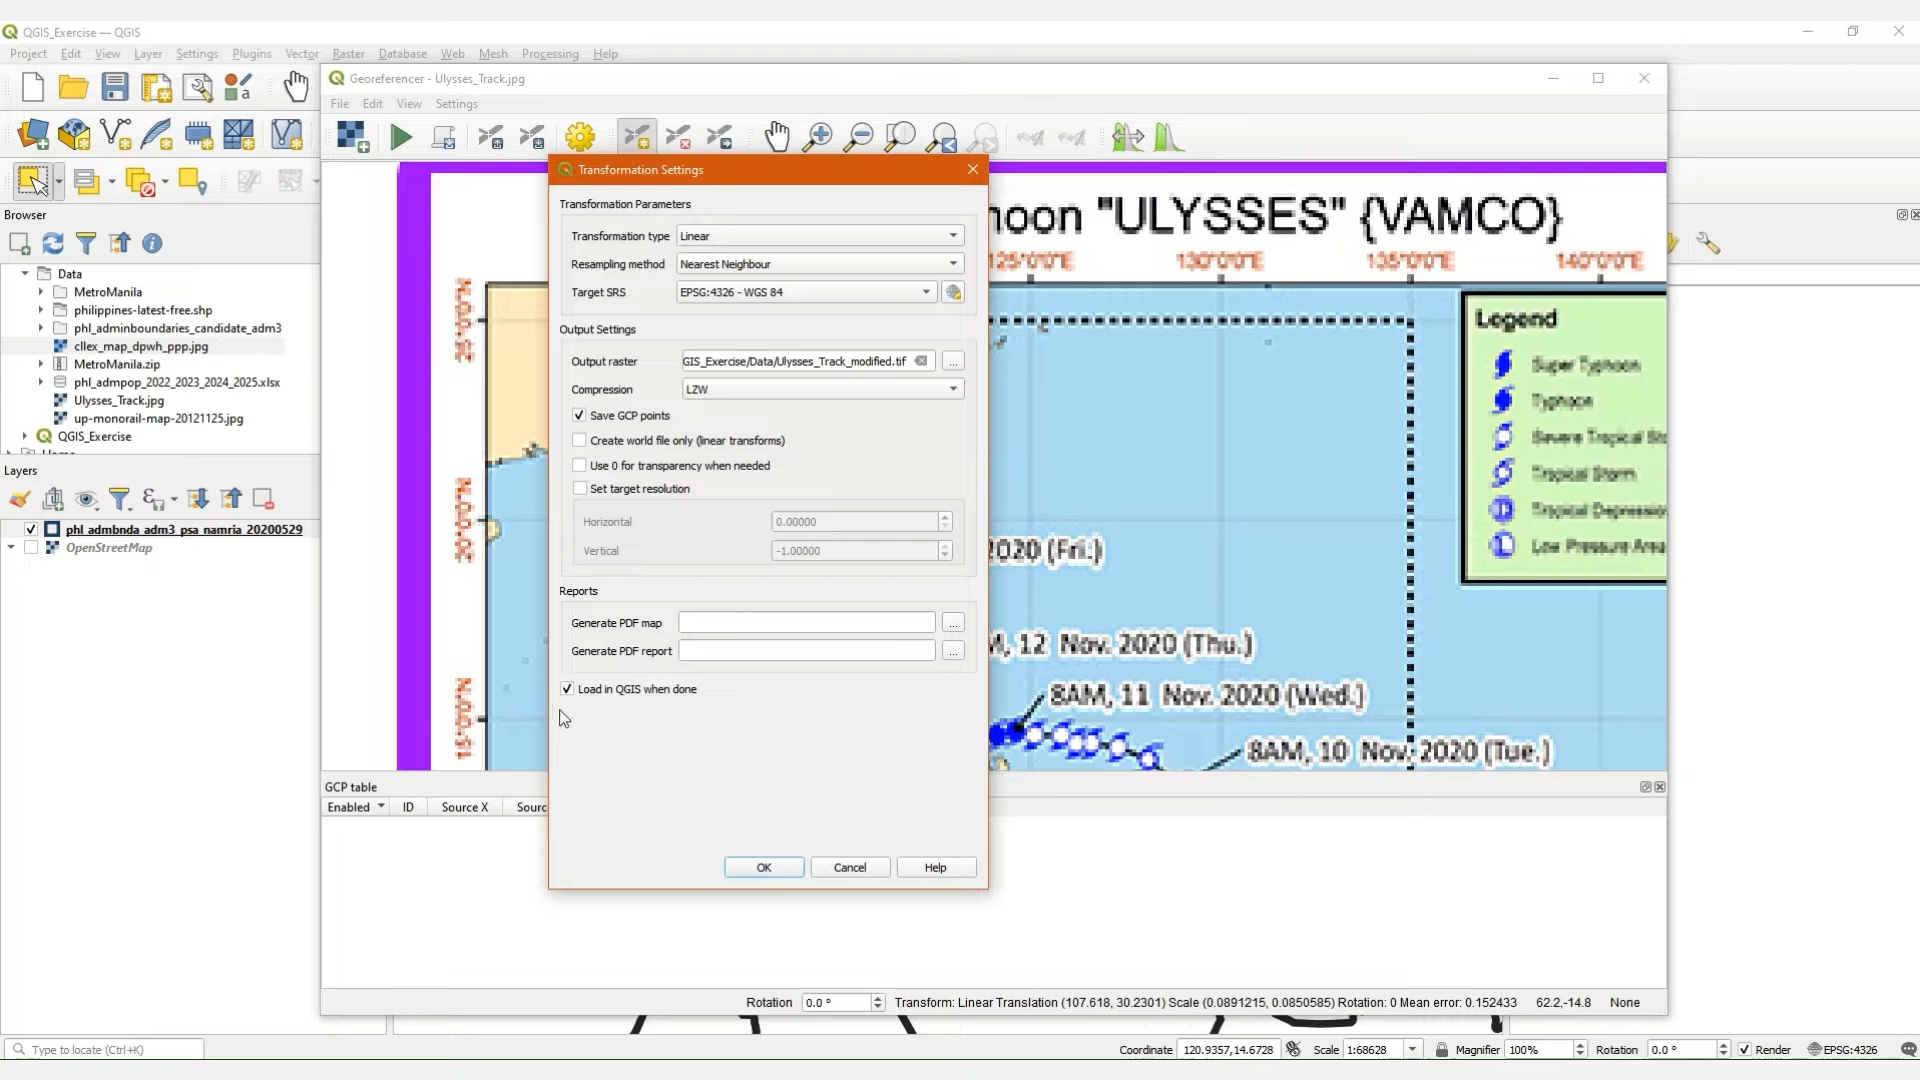 QGIS_Exercise — QGIS
Project Edit View Layer Settings Plugins Vector Raster Database Web Mesh Processing Help
Georeferencer - Ulysses_Track.jpg
File Edit View Settings
Transformation Settings
Transformation Parameters
Transformation type Linear
Resampling method Nearest Neighbour
Target SRS EPSG:4326 - WGS 84
Output Settings
Output raster GIS_Exercise/Data/Ulysses_Track_modified.tif ...
Compression LZW
Save GCP points
Create world file only (linear transforms)
Use 0 for transparency when needed
Set target resolution
Horizontal 0.00000
Vertical -1.00000
Reports
Generate PDF map ...
Generate PDF report ...
Load in QGIS when done
OK Cancel Help
hoon "ULYSSES" {VAMCO}
125°0'0"E 130°0'0"E 135°0'0"E 140°0'0"E
Legend
Super Typhoon
Typhoon
Severe Tropical Sto
Tropical Storm
Tropical Depression
Low Pressure Area
2020 (Fri.)
M, 12 Nov. 2020 (Thu.)
8AM, 11 Nov. 2020 (Wed.)
8AM, 10 Nov. 2020 (Tue.)
Browser
Data
MetroManila
philippines-latest-free.shp
phl_adminboundaries_candidate_adm3
cllex_map_dpwh_ppp.jpg
MetroManila.zip
phl_admpop_2022_2023_2024_2025.xlsx
Ulysses_Track.jpg
up-monorail-map-20121125.jpg
QGIS_Exercise
Layers
phl_admbnda_adm3_psa_namria_20200529
OpenStreetMap
GCP table
Enabled ID Source X Sourc
Rotation 0.0 ° Transform: Linear Translation (107.618, 30.2301) Scale (0.0891215, 0.0850585) Rotation: 0 Mean error: 0.152433 62.2,-14.8 None
Type to locate (Ctrl+K) Coordinate 120.9357,14.6728 Scale 1:68628 Magnifier 100% Rotation 0.0 ° Render EPSG:4326